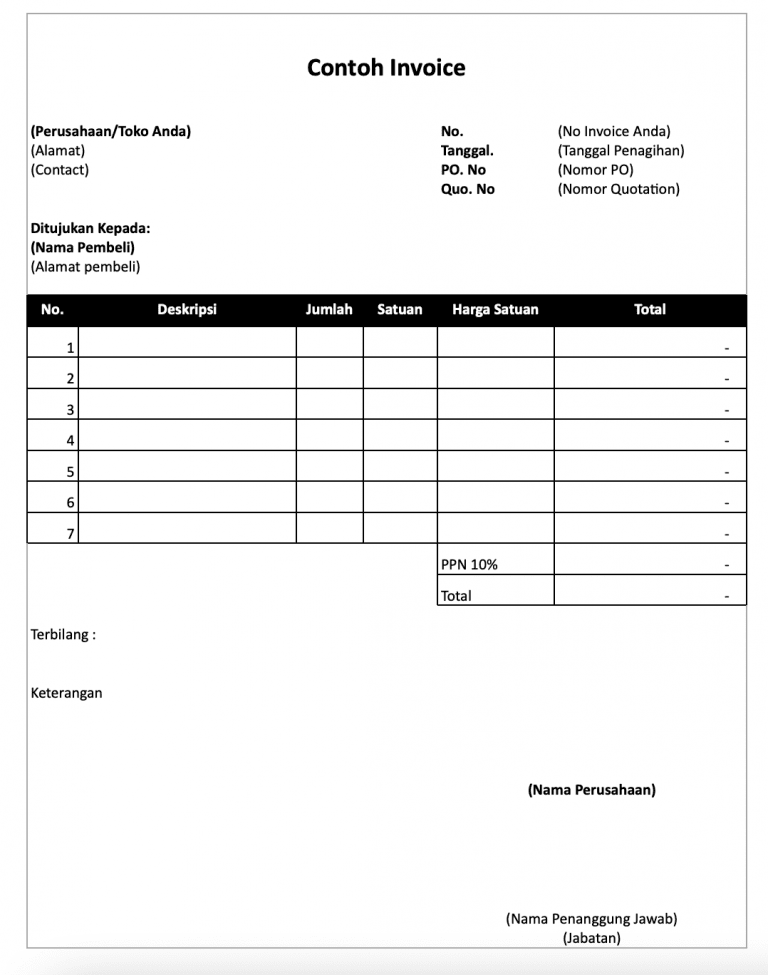 Contoh Invoice
(Perusahaan/Toko Anda)
(Alamat)
(Contact)
No. (No Invoice Anda)
Tanggal. (Tanggal Penagihan)
PO. No (Nomor PO)
Quo. No (Nomor Quotation)
Ditujukan Kepada:
(Nama Pembeli)
(Alamat pembeli)
No. Deskripsi Jumlah Satuan Harga Satuan Total
1 -
2 -
3 -
4 -
5 -
6 -
7 -
PPN 10% -
Total -
Terbilang :
Keterangan
(Nama Perusahaan)
(Nama Penanggung Jawab)
(Jabatan)